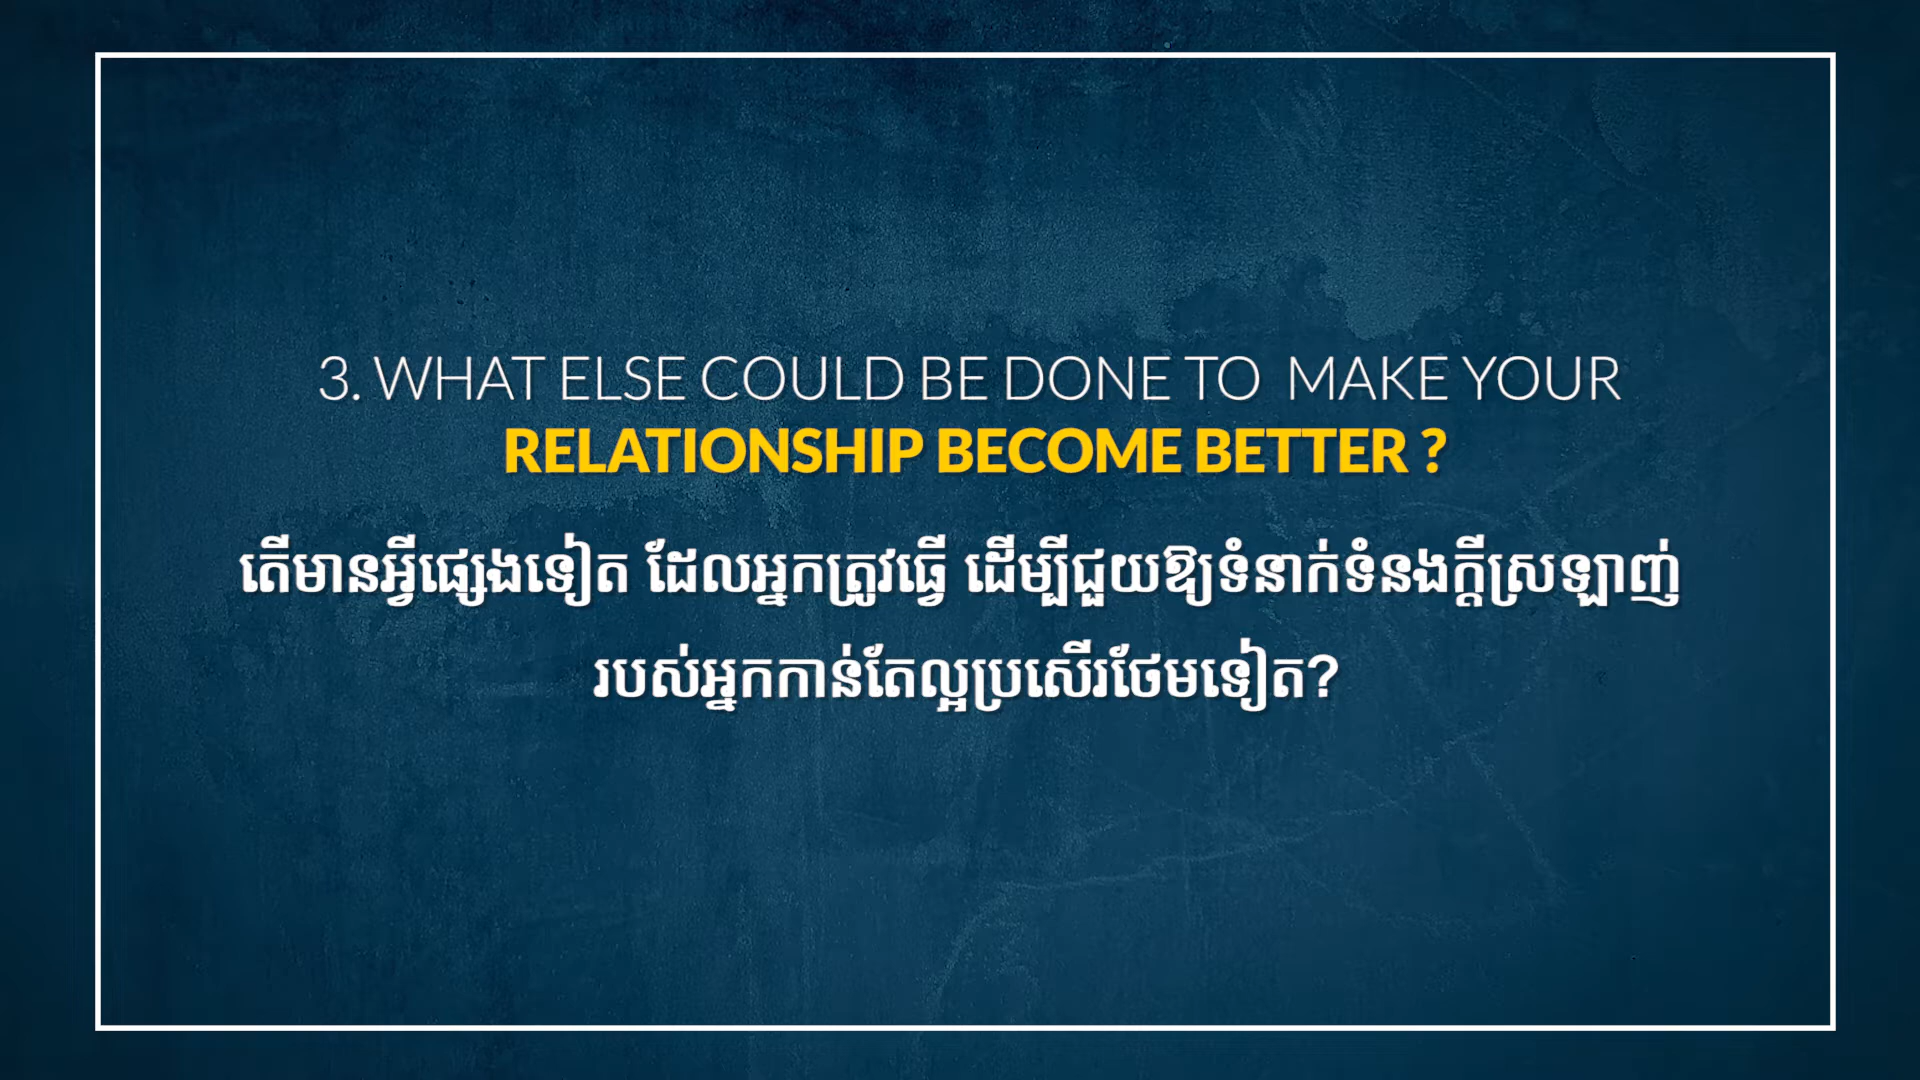 3. WHAT ELSE COULD BE DONE TO MAKE YOUR
RELATIONSHIP BECOME BETTER ?
តើមានអ្វីផ្សេងទៀត ដែលអ្នកត្រូវធ្វើ ដើម្បីជួយឱ្យទំនាក់ទំនងក្តីស្រឡាញ់
របស់អ្នកកាន់តែល្អប្រសើរថែមទៀត?